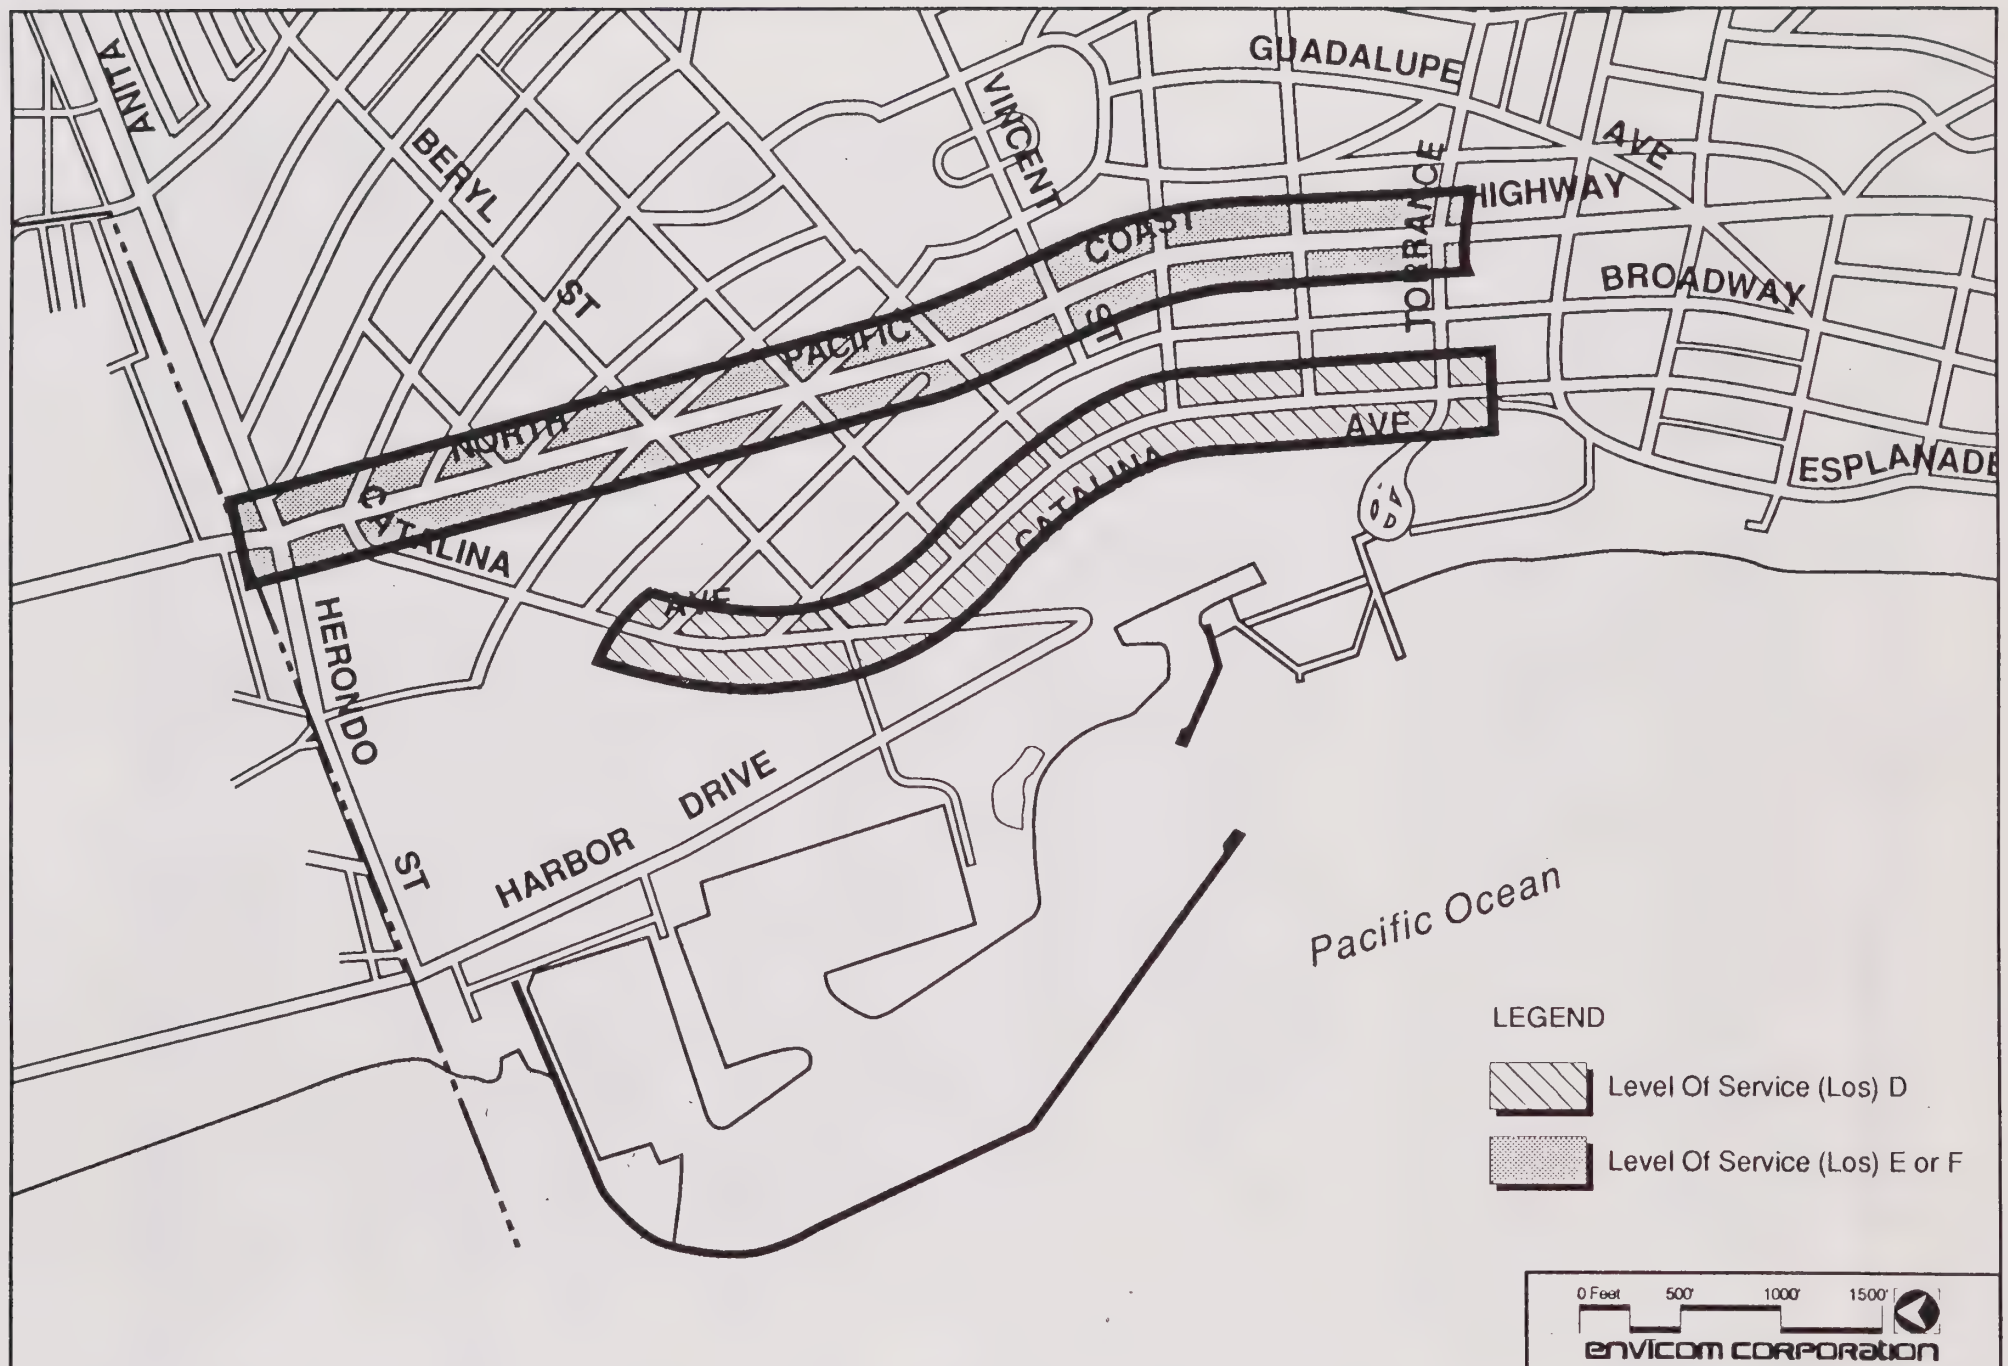 ANITA
BERYL
ST
VINCENT
ST
GUADALUPE
AVE
TORRANCE
HIGHWAY
COAST
PACIFIC
NORTH
BROADWAY
CATALINA
AVE
CATALINA
AVE
ESPLANADE
HERONDO
ST
HARBOR DRIVE
Pacific Ocean
LEGEND
Level Of Service (Los) D
Level Of Service (Los) E or F
0 Feet 500' 1000' 1500'
envicom corporation